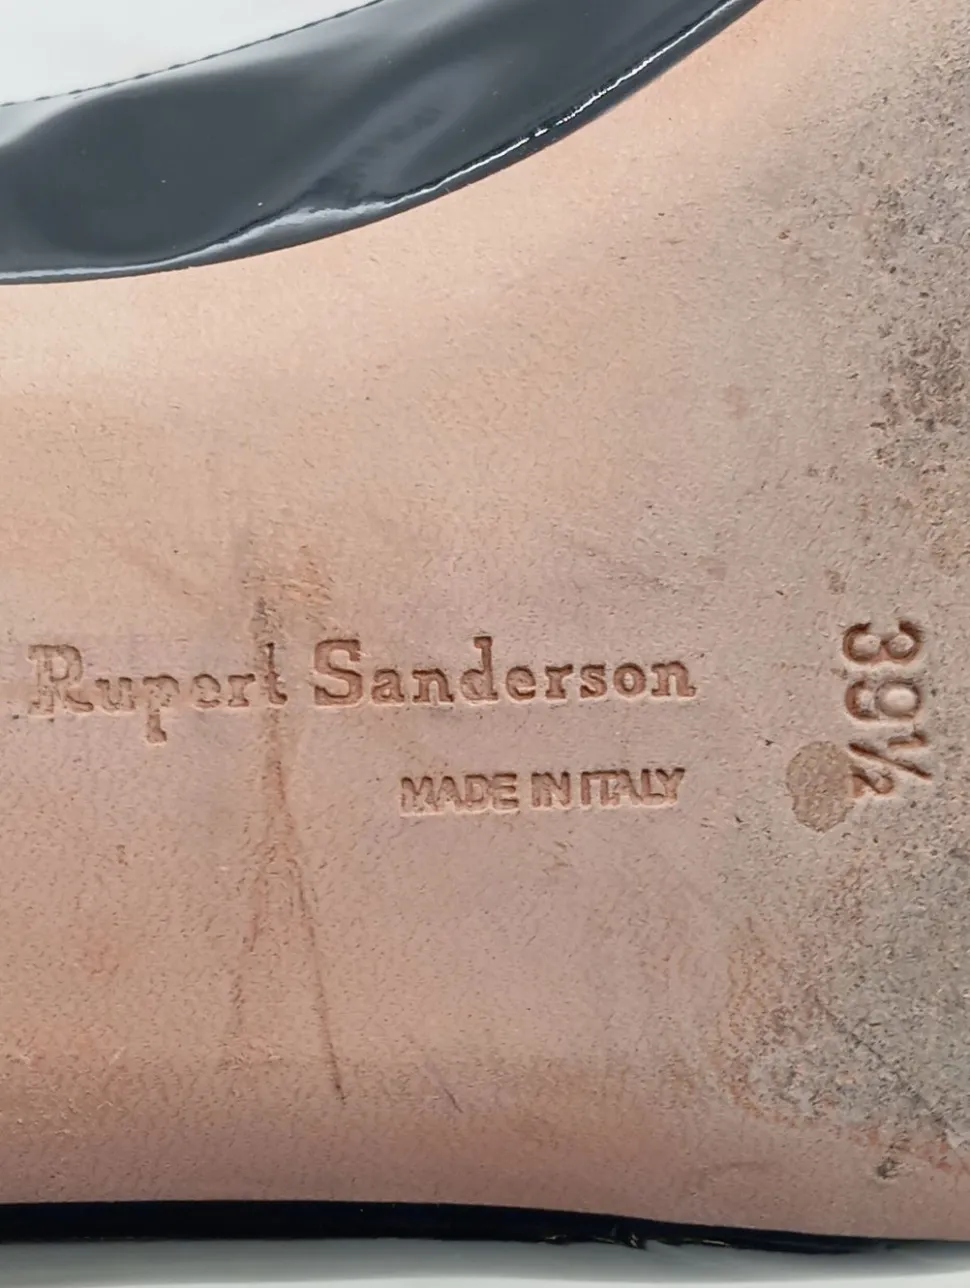 Rupert Sanderson
MADE IN ITALY
39½